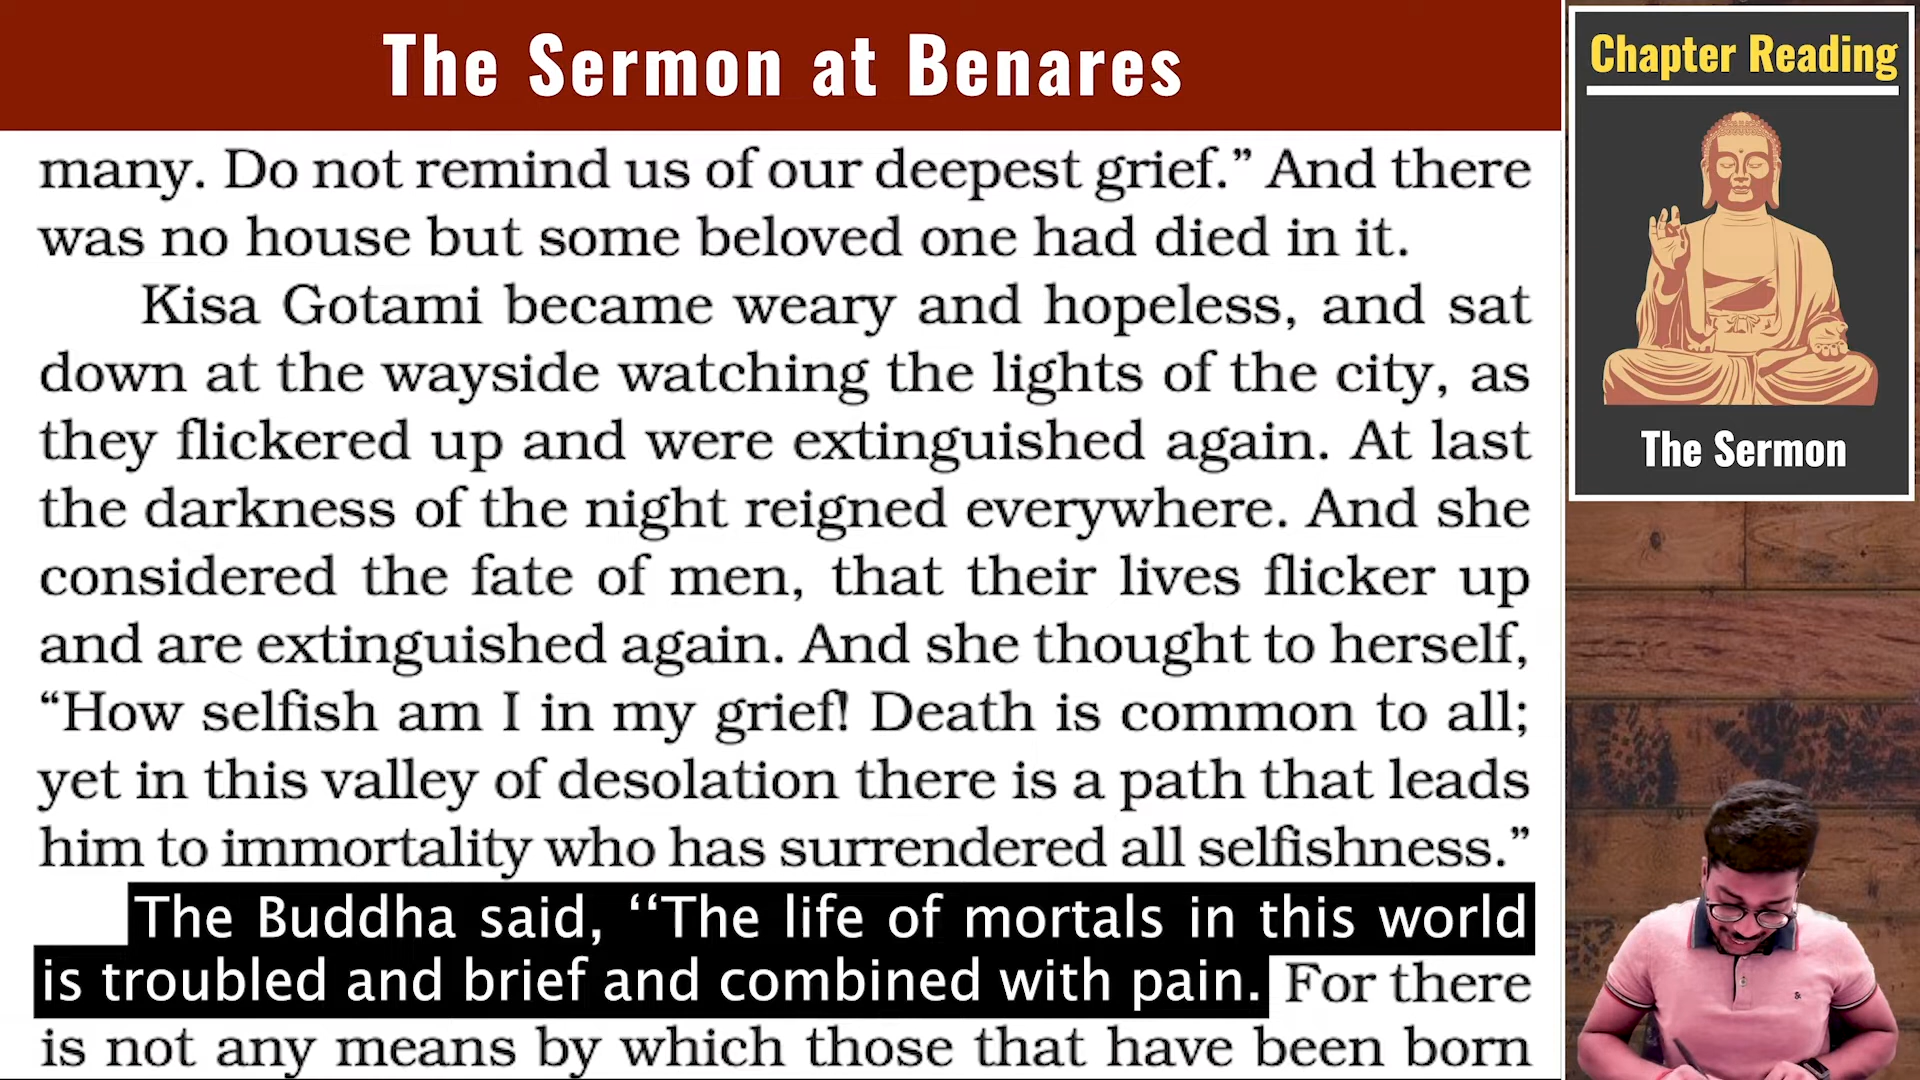 The Sermon at Benares
many. Do not remind us of our deepest grief.” And there
was no house but some beloved one had died in it.
Kisa Gotami became weary and hopeless, and sat
down at the wayside watching the lights of the city, as
they flickered up and were extinguished again. At last
the darkness of the night reigned everywhere. And she
considered the fate of men, that their lives flicker up
and are extinguished again. And she thought to herself,
“How selfish am I in my grief! Death is common to all;
yet in this valley of desolation there is a path that leads
him to immortality who has surrendered all selfishness.”
The Buddha said, ‘‘The life of mortals in this world
is troubled and brief and combined with pain. For there
is not any means by which those that have been born
Chapter Reading
The Sermon